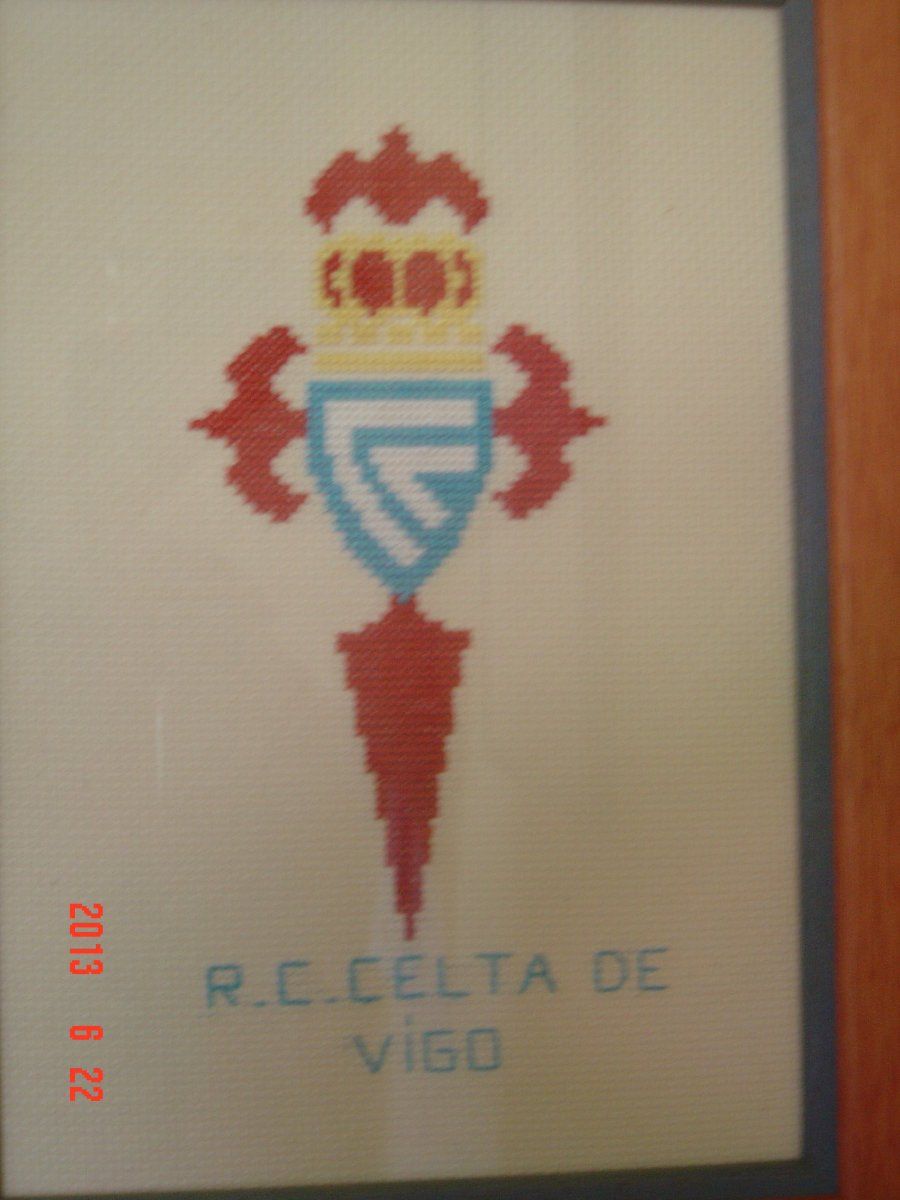 R.C.CELTA DE
ViGO
2013 6 22